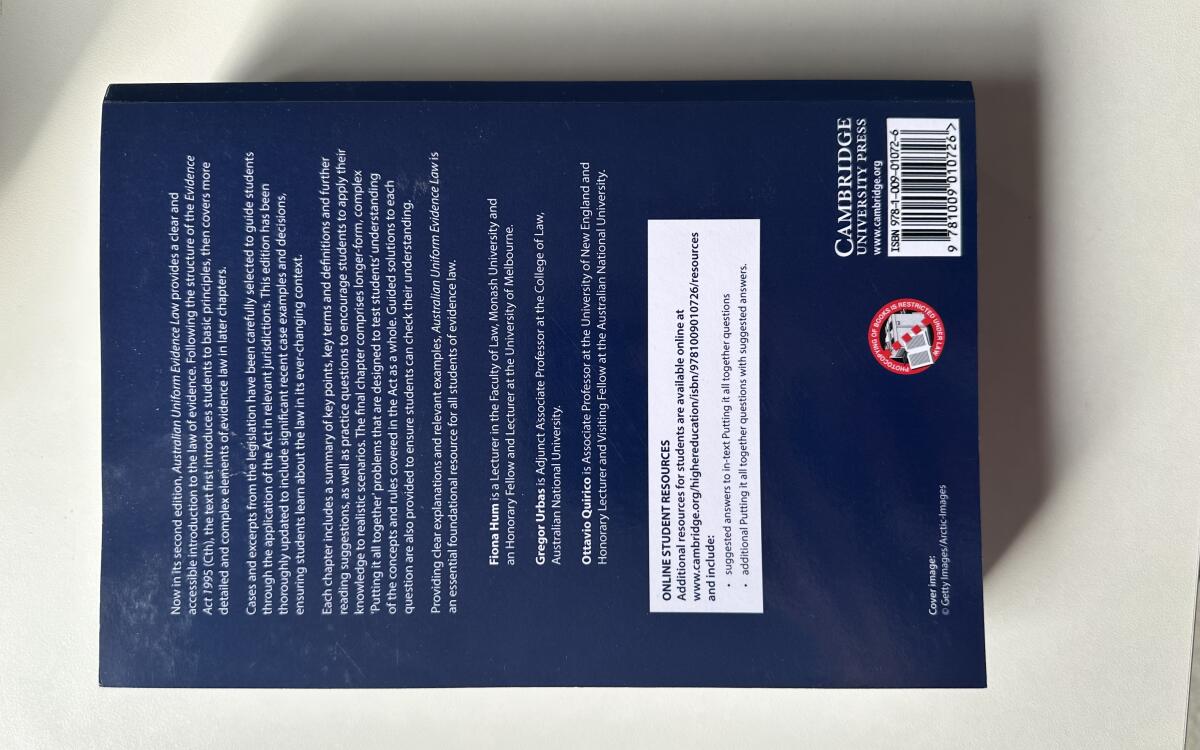 Now in its second edition, Australian Uniform Evidence Law provides a clear and
accessible introduction to the law of evidence. Following the structure of the Evidence
Act 1995 (Cth), the text first introduces students to basic principles, then covers more
detailed and complex elements of evidence law in later chapters.
Cases and excerpts from the legislation have been carefully selected to guide students
through the application of the Act in relevant jurisdictions. This edition has been
thoroughly updated to include significant recent case examples and decisions,
ensuring students learn about the law in its ever-changing context.
Each chapter includes a summary of key points, key terms and definitions and further
reading suggestions, as well as practice questions to encourage students to apply their
knowledge to realistic scenarios. The final chapter comprises longer-form, complex
'Putting it all together' problems that are designed to test students' understanding
of the concepts and rules covered in the Act as a whole. Guided solutions to each
question are also provided to ensure students can check their understanding.
Providing clear explanations and relevant examples, Australian Uniform Evidence Law is
an essential foundational resource for all students of evidence law.
Fiona Hum is a Lecturer in the Faculty of Law, Monash University and
an Honorary Fellow and Lecturer at the University of Melbourne.
Gregor Urbas is Adjunct Associate Professor at the College of Law,
Australian National University.
Ottavio Quirico is Associate Professor at the University of New England and
Honorary Lecturer and Visiting Fellow at the Australian National University.
ONLINE STUDENT RESOURCES
Additional resources for students are available online at
www.cambridge.org/highereducation/isbn/9781009010726/resources
and include:
• suggested answers to in-text Putting it all together questions
• additional Putting it all together questions with suggested answers.
Cover image:
© Getty Images/Arctic-Images
PHOTOCOPYING OF BOOKS IS RESTRICTED UNDER LAW
CAMBRIDGE
UNIVERSITY PRESS
www.cambridge.org
ISBN 978-1-009-01072-6
9 781009 010726 >